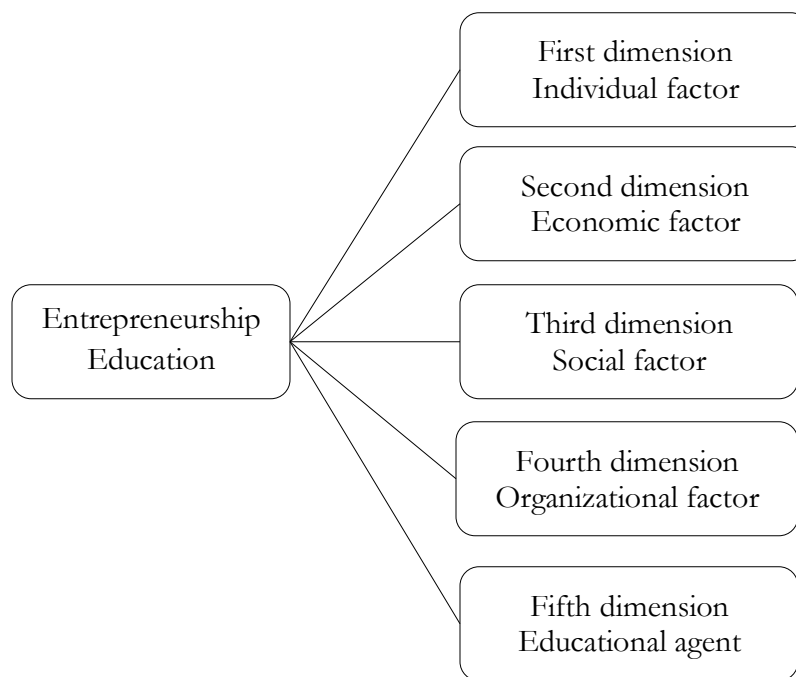 First dimension
Individual factor
Second dimension
Economic factor
Entrepreneurship
Education
Third dimension
Social factor
Fourth dimension
Organizational factor
Fifth dimension
Educational agent